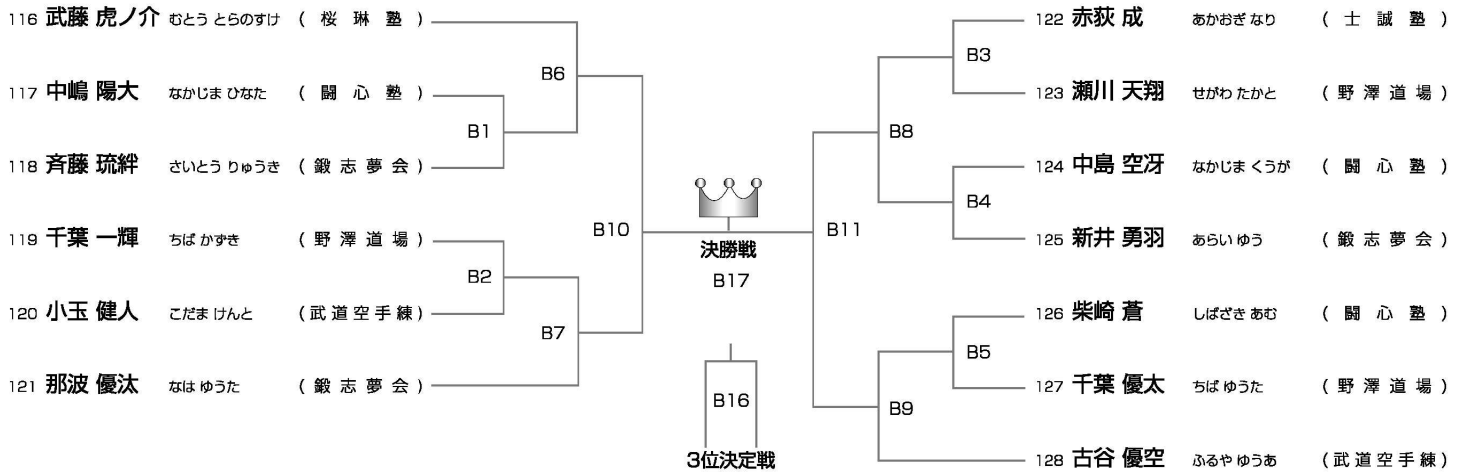 116 武藤 虎ノ介 むとう とらのすけ (桜琳塾)
117 中嶋 陽大 なかじま ひなた (闘心塾)
118 斉藤 琉絆 さいとう りゅうき (鍛志夢会)
119 千葉 一輝 ちば かずき (野澤道場)
120 小玉 健人 こだま けんと (武道空手練)
121 那波 優汰 なは ゆうた (鍛志夢会)
B6
B1
B2
B7
B10
決勝戦
B17
B16
3位決定戦
B11
B3
B8
B4
B5
B9
122 赤荻 成 あかおぎ なり (士誠塾)
123 瀬川 天翔 せがわ たかと (野澤道場)
124 中島 空冴 なかじま くうが (闘心塾)
125 新井 勇羽 あらい ゆう (鍛志夢会)
126 柴崎 蒼 しばざき あむ (闘心塾)
127 千葉 優太 ちば ゆうた (野澤道場)
128 古谷 優空 ふるや ゆうあ (武道空手練)